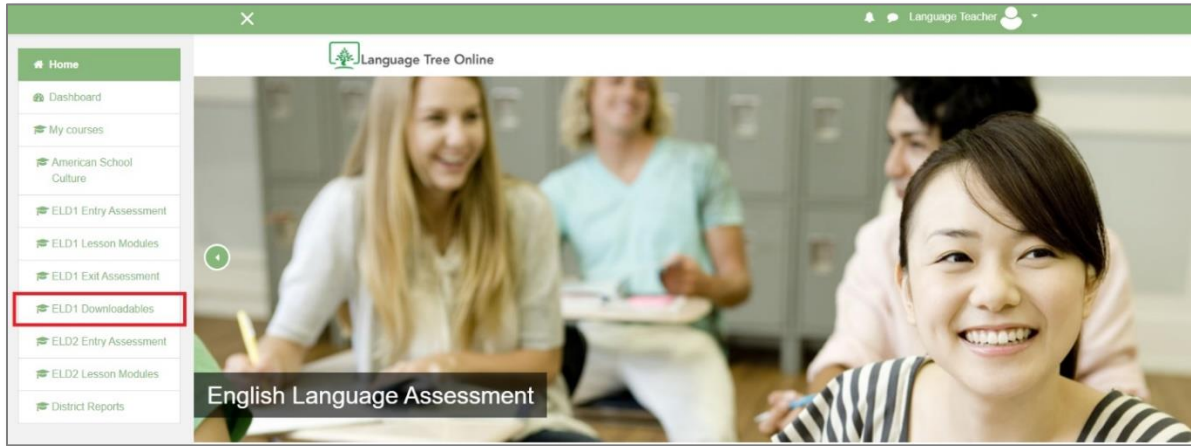 Language Teacher
Home
Dashboard
My courses
American School
Culture
ELD1 Entry Assessment
ELD1 Lesson Modules
ELD1 Exit Assessment
ELD1 Downloadables
ELD2 Entry Assessment
ELD2 Lesson Modules
District Reports
Language Tree Online
English Language Assessment